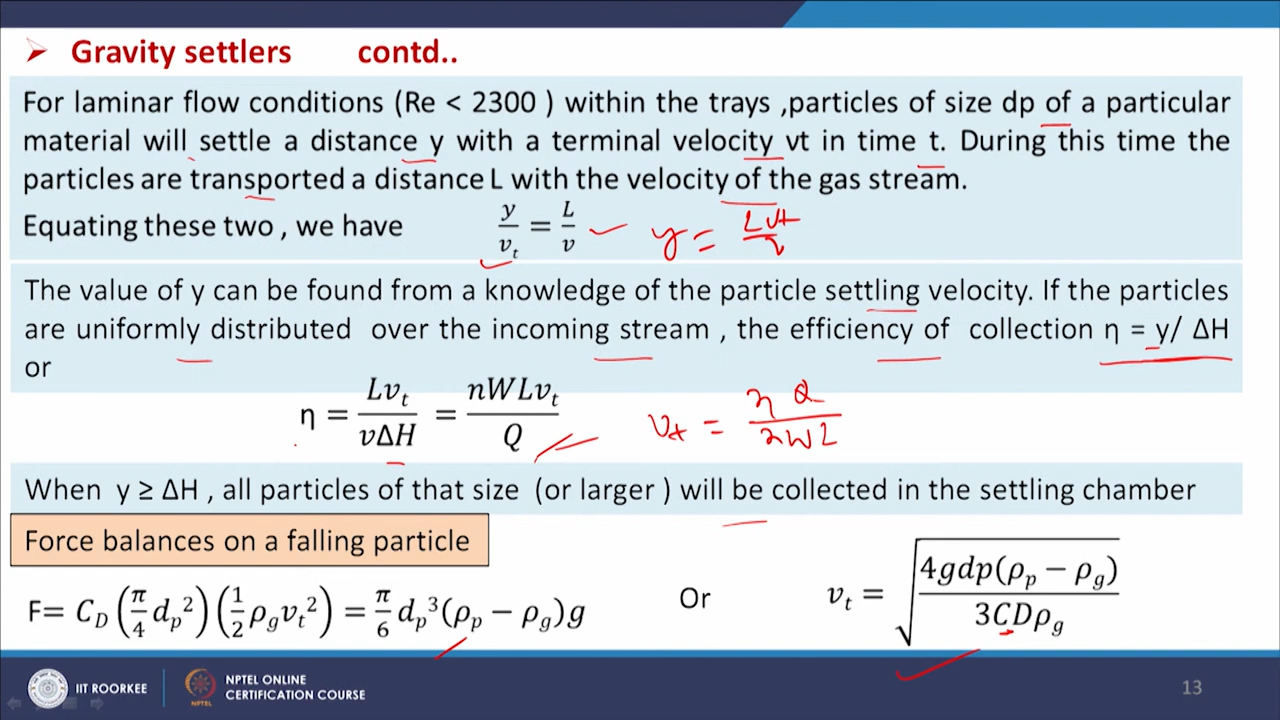 ➢ Gravity settlers contd..
For laminar flow conditions (Re < 2300 ) within the trays ,particles of size dp of a particular
material will settle a distance y with a terminal velocity vt in time t. During this time the
particles are transported a distance L with the velocity of the gas stream.
Equating these two , we have y/vₜ = L/v y = Lvt/v
The value of y can be found from a knowledge of the particle settling velocity. If the particles
are uniformly distributed over the incoming stream , the efficiency of collection η = y/ ΔH
or
η = Lvₜ/vΔH = nWLvₜ/Q vₜ = ηQ/nWL
When y ≥ ΔH , all particles of that size (or larger ) will be collected in the settling chamber
Force balances on a falling particle
F= C_D (π/4 dₚ²) (1/2 ρ_g vₜ²) = π/6 dₚ³(ρₚ − ρ_g)g Or vₜ = √(4gdp(ρₚ − ρ_g)/3CDρ_g)
IIT ROORKEE
NPTEL ONLINE
CERTIFICATION COURSE
NPTEL
13